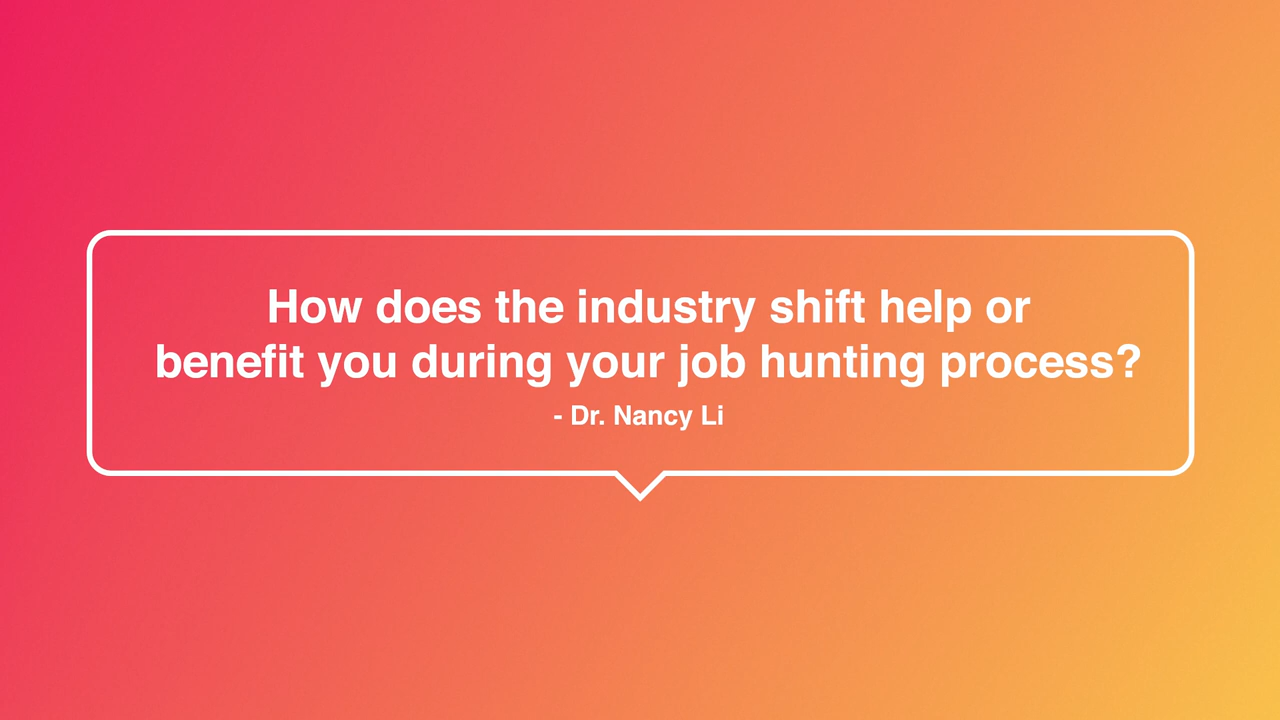 How does the industry shift help or
benefit you during your job hunting process?
- Dr. Nancy Li